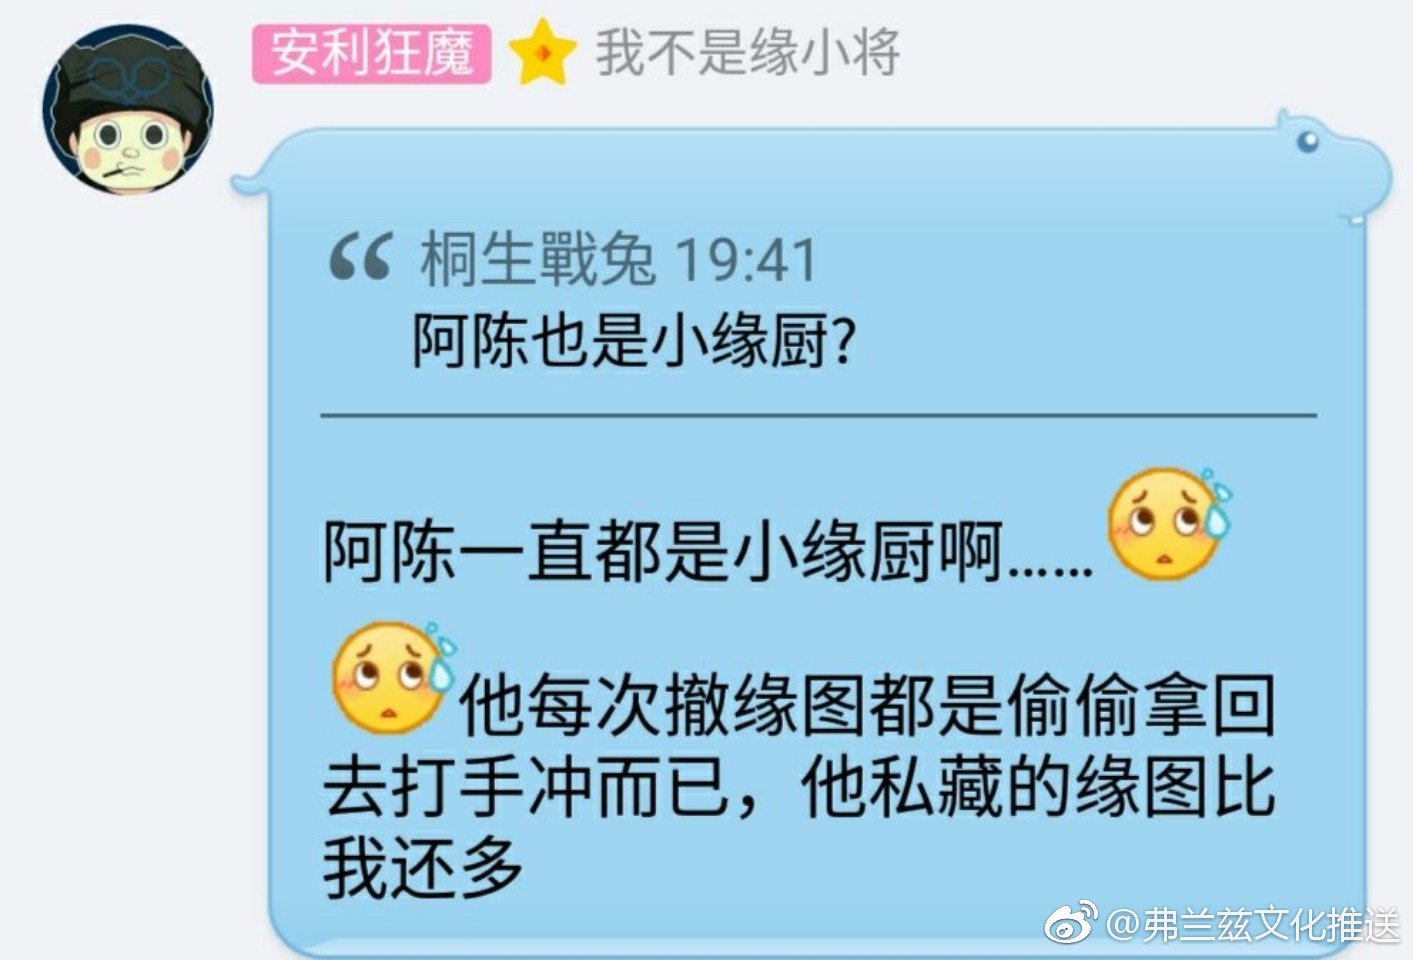 安利狂魔 我不是缘小将
桐生戰兔 19:41
阿陈也是小缘厨?
阿陈一直都是小缘厨啊……
他每次撤缘图都是偷偷拿回
去打手冲而已，他私藏的缘图比
我还多
@弗兰兹文化推送